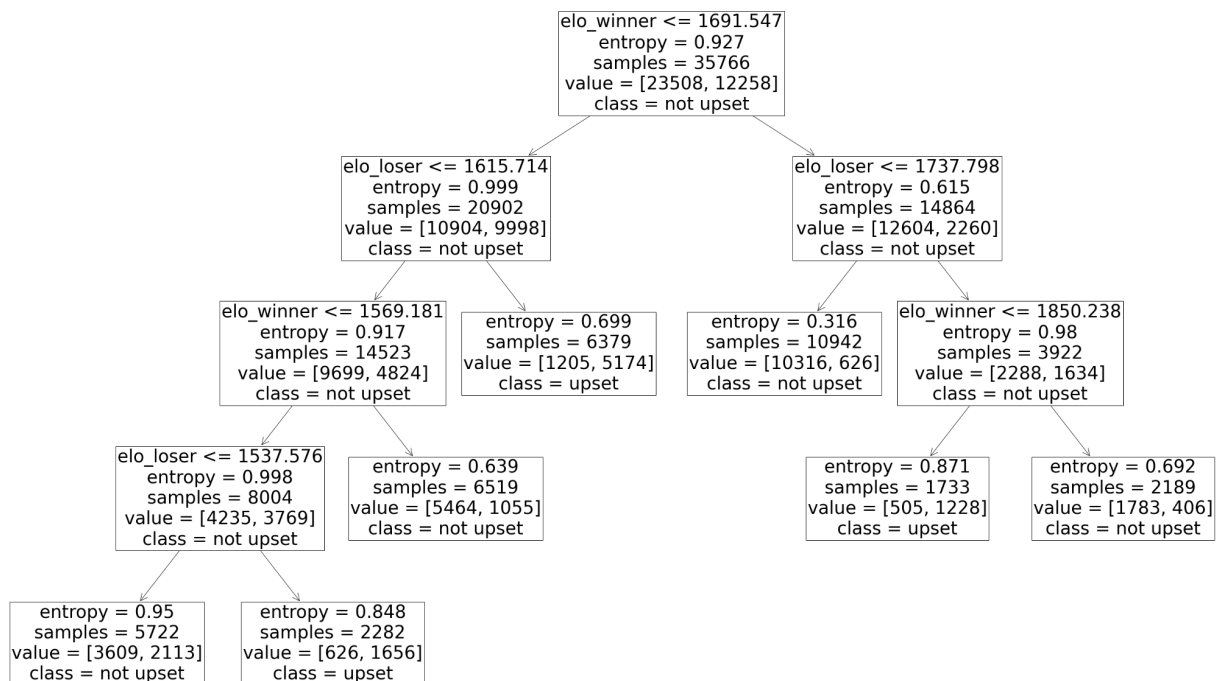 elo_winner <= 1691.547
entropy = 0.927
samples = 35766
value = [23508, 12258]
class = not upset
elo_loser <= 1615.714
entropy = 0.999
samples = 20902
value = [10904, 9998]
class = not upset
elo_loser <= 1737.798
entropy = 0.615
samples = 14864
value = [12604, 2260]
class = not upset
elo_winner <= 1569.181
entropy = 0.917
samples = 14523
value = [9699, 4824]
class = not upset
entropy = 0.699
samples = 6379
value = [1205, 5174]
class = upset
entropy = 0.316
samples = 10942
value = [10316, 626]
class = not upset
elo_winner <= 1850.238
entropy = 0.98
samples = 3922
value = [2288, 1634]
class = not upset
elo_loser <= 1537.576
entropy = 0.998
samples = 8004
value = [4235, 3769]
class = not upset
entropy = 0.639
samples = 6519
value = [5464, 1055]
class = not upset
entropy = 0.871
samples = 1733
value = [505, 1228]
class = upset
entropy = 0.692
samples = 2189
value = [1783, 406]
class = not upset
entropy = 0.95
samples = 5722
value = [3609, 2113]
class = not upset
entropy = 0.848
samples = 2282
value = [626, 1656]
class = upset